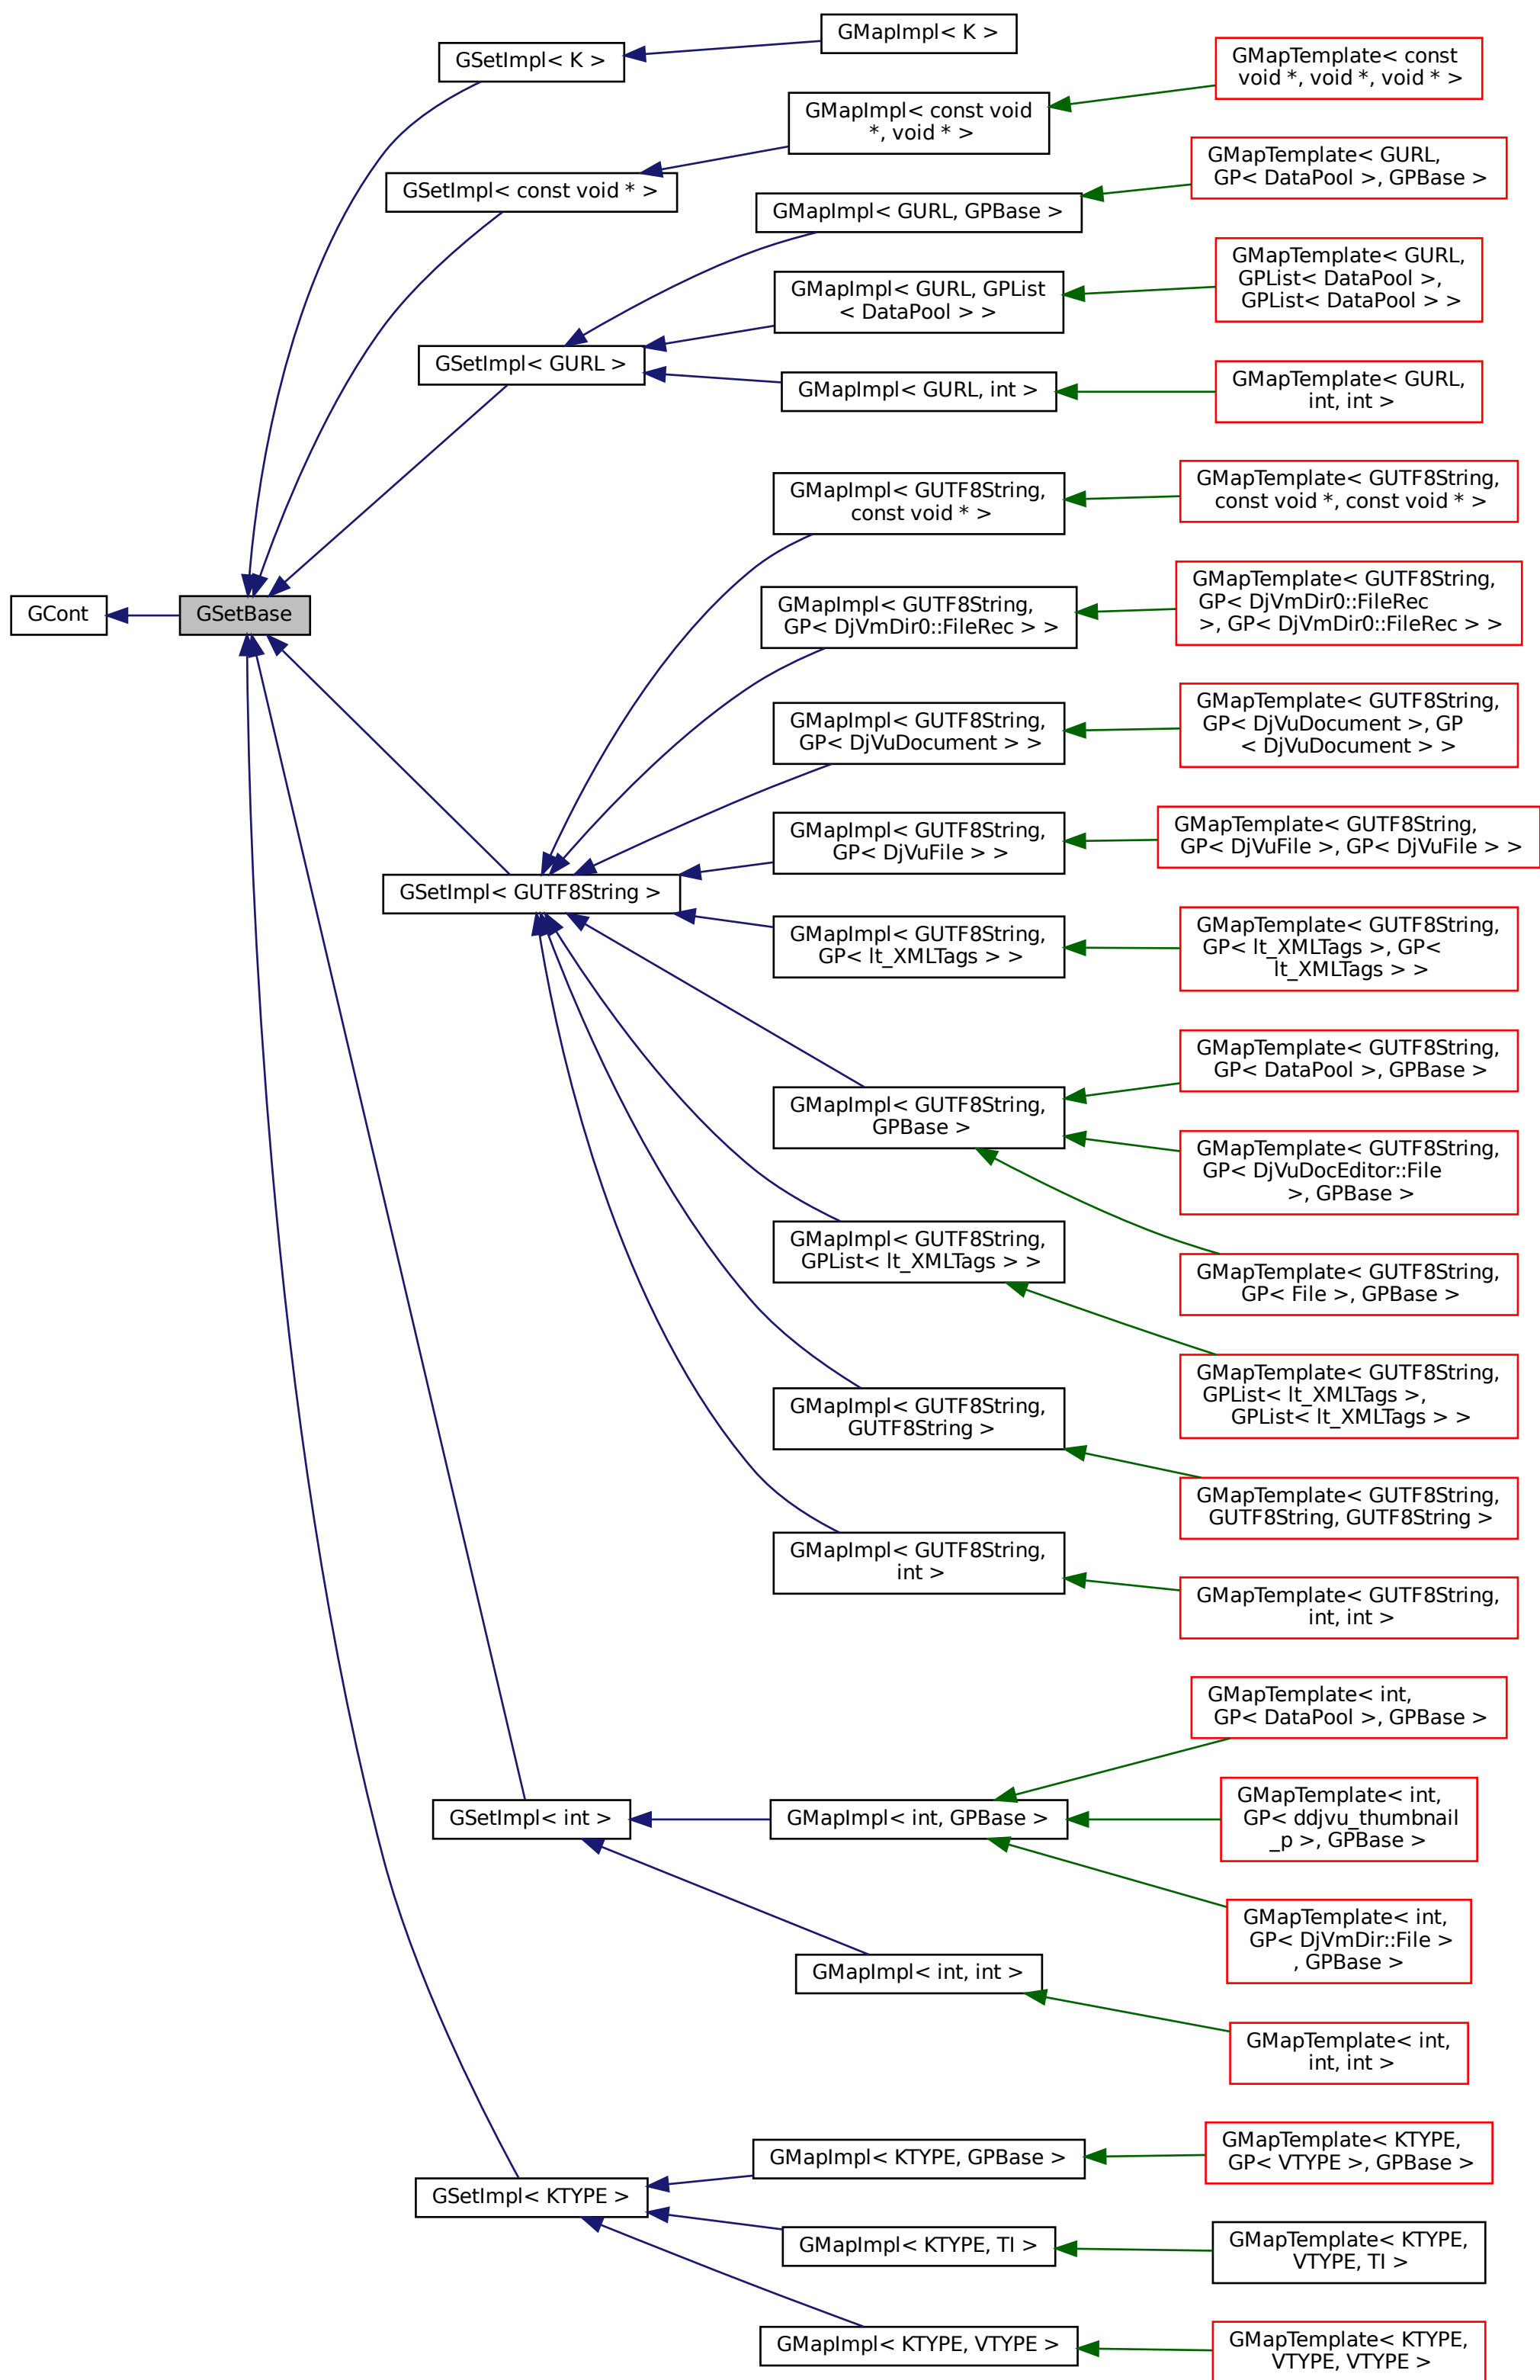 GCont
GSetBase
GSetImpl< K >
GMapImpl< K >
GSetImpl< const void * >
GMapImpl< const void
*, void * >
GMapTemplate< const
void *, void *, void * >
GSetImpl< GURL >
GMapImpl< GURL, GPBase >
GMapTemplate< GURL,
GP< DataPool >, GPBase >
GMapImpl< GURL, GPList
< DataPool > >
GMapTemplate< GURL,
GPList< DataPool >,
GPList< DataPool > >
GMapImpl< GURL, int >
GMapTemplate< GURL,
int, int >
GSetImpl< GUTF8String >
GMapImpl< GUTF8String,
const void * >
GMapTemplate< GUTF8String,
const void *, const void * >
GMapImpl< GUTF8String,
GP< DjVmDir0::FileRec > >
GMapTemplate< GUTF8String,
GP< DjVmDir0::FileRec
>, GP< DjVmDir0::FileRec > >
GMapImpl< GUTF8String,
GP< DjVuDocument > >
GMapTemplate< GUTF8String,
GP< DjVuDocument >, GP
< DjVuDocument > >
GMapImpl< GUTF8String,
GP< DjVuFile > >
GMapTemplate< GUTF8String,
GP< DjVuFile >, GP< DjVuFile > >
GMapImpl< GUTF8String,
GP< lt_XMLTags > >
GMapTemplate< GUTF8String,
GP< lt_XMLTags >, GP<
lt_XMLTags > >
GMapImpl< GUTF8String,
GPBase >
GMapTemplate< GUTF8String,
GP< DataPool >, GPBase >
GMapTemplate< GUTF8String,
GP< DjVuDocEditor::File
>, GPBase >
GMapTemplate< GUTF8String,
GP< File >, GPBase >
GMapImpl< GUTF8String,
GPList< lt_XMLTags > >
GMapTemplate< GUTF8String,
GPList< lt_XMLTags >,
GPList< lt_XMLTags > >
GMapImpl< GUTF8String,
GUTF8String >
GMapTemplate< GUTF8String,
GUTF8String, GUTF8String >
GMapImpl< GUTF8String,
int >
GMapTemplate< GUTF8String,
int, int >
GSetImpl< int >
GMapImpl< int, GPBase >
GMapTemplate< int,
GP< DataPool >, GPBase >
GMapTemplate< int,
GP< ddjvu_thumbnail
_p >, GPBase >
GMapTemplate< int,
GP< DjVmDir::File >
, GPBase >
GMapImpl< int, int >
GMapTemplate< int,
int, int >
GSetImpl< KTYPE >
GMapImpl< KTYPE, GPBase >
GMapTemplate< KTYPE,
GP< VTYPE >, GPBase >
GMapImpl< KTYPE, TI >
GMapTemplate< KTYPE,
VTYPE, TI >
GMapImpl< KTYPE, VTYPE >
GMapTemplate< KTYPE,
VTYPE, VTYPE >